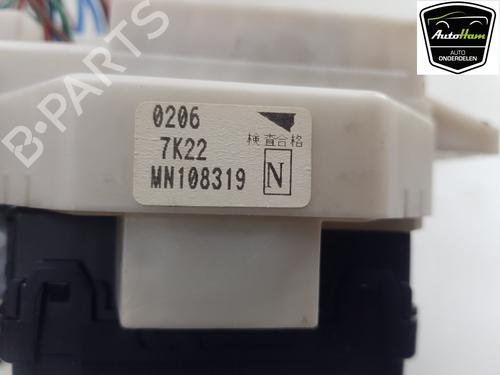 0206
検査合格
7K22
MN108319
N
B-PARTS
AutoHam
AUTO
ONDERDELEN